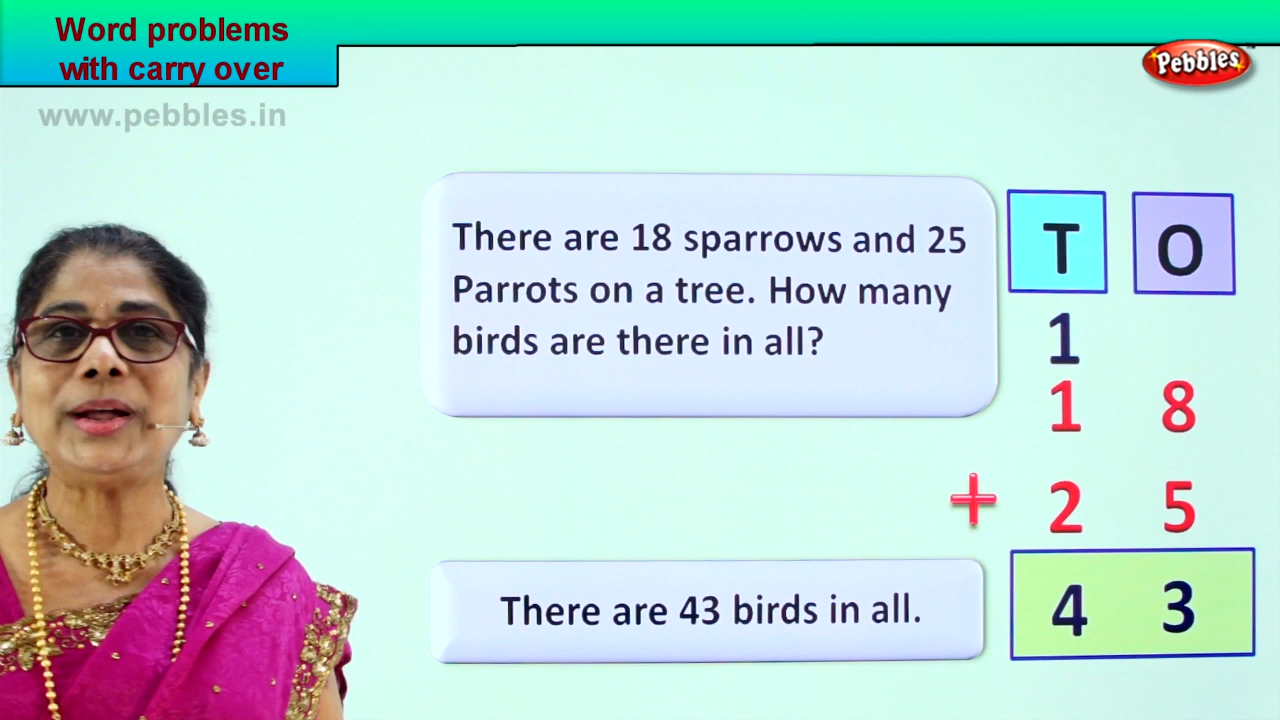 Word problems
with carry over
www.pebbles.in
Pebbles
There are 18 sparrows and 25
Parrots on a tree. How many
birds are there in all?
T O
1
1 8
+ 2 5
4 3
There are 43 birds in all.